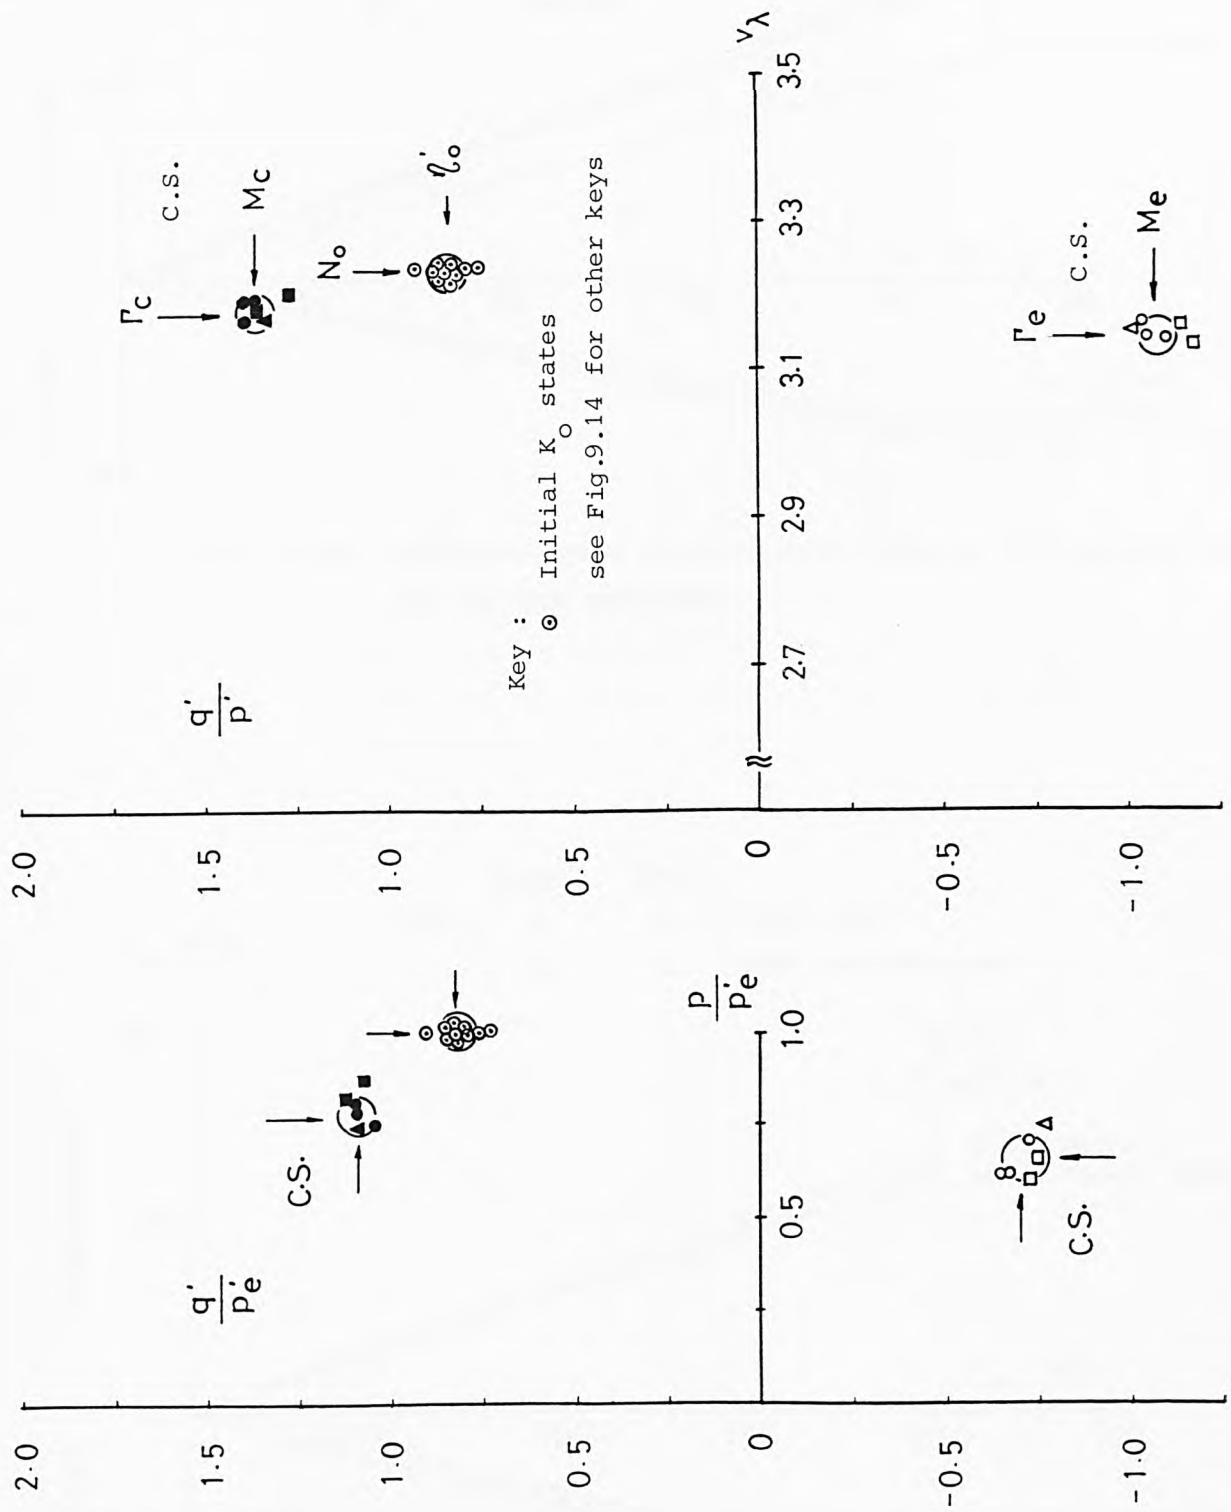 q'
p'e
2.0
1.5
1.0
0.5
0
-0.5
-1.0
C.S.
C.S.
0.5
1.0
p
p'e
q'
p'
2.0
1.5
1.0
0.5
0
-0.5
-1.0
Γc
c.s.
Mc
No
η'o
Key :
⊙ Initial Ko states
see Fig.9.14 for other keys
2.7
2.9
3.1
3.3
3.5
vλ
Γe
c.s.
Me